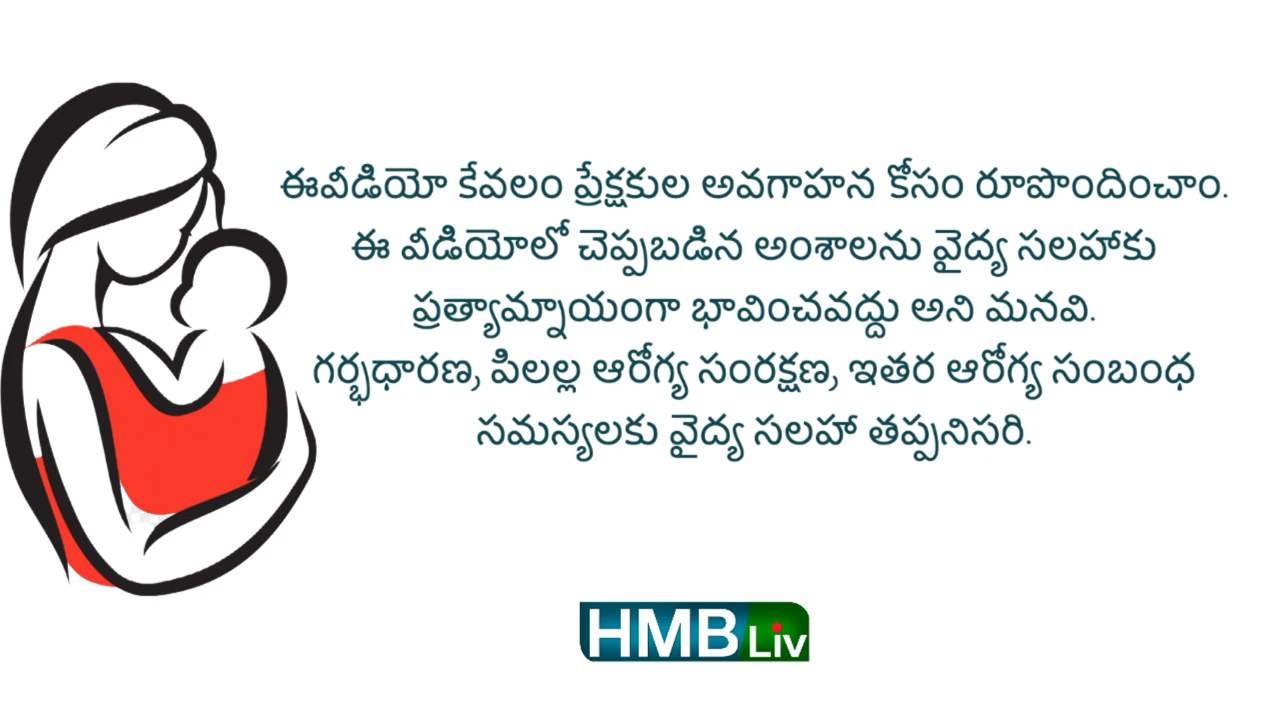 ఈవీడియో కేవలం ప్రేక్షకుల అవగాహన కోసం రూపొందించాం.
ఈ వీడియోలో చెప్పబడిన అంశాలను వైద్య సలహాకు
ప్రత్యామ్నాయంగా భావించవద్దు అని మనవి.
గర్భధారణ, పిలల్ల ఆరోగ్య సంరక్షణ, ఇతర ఆరోగ్య సంబంధ
సమస్యలకు వైద్య సలహా తప్పనిసరి.
HMB Liv